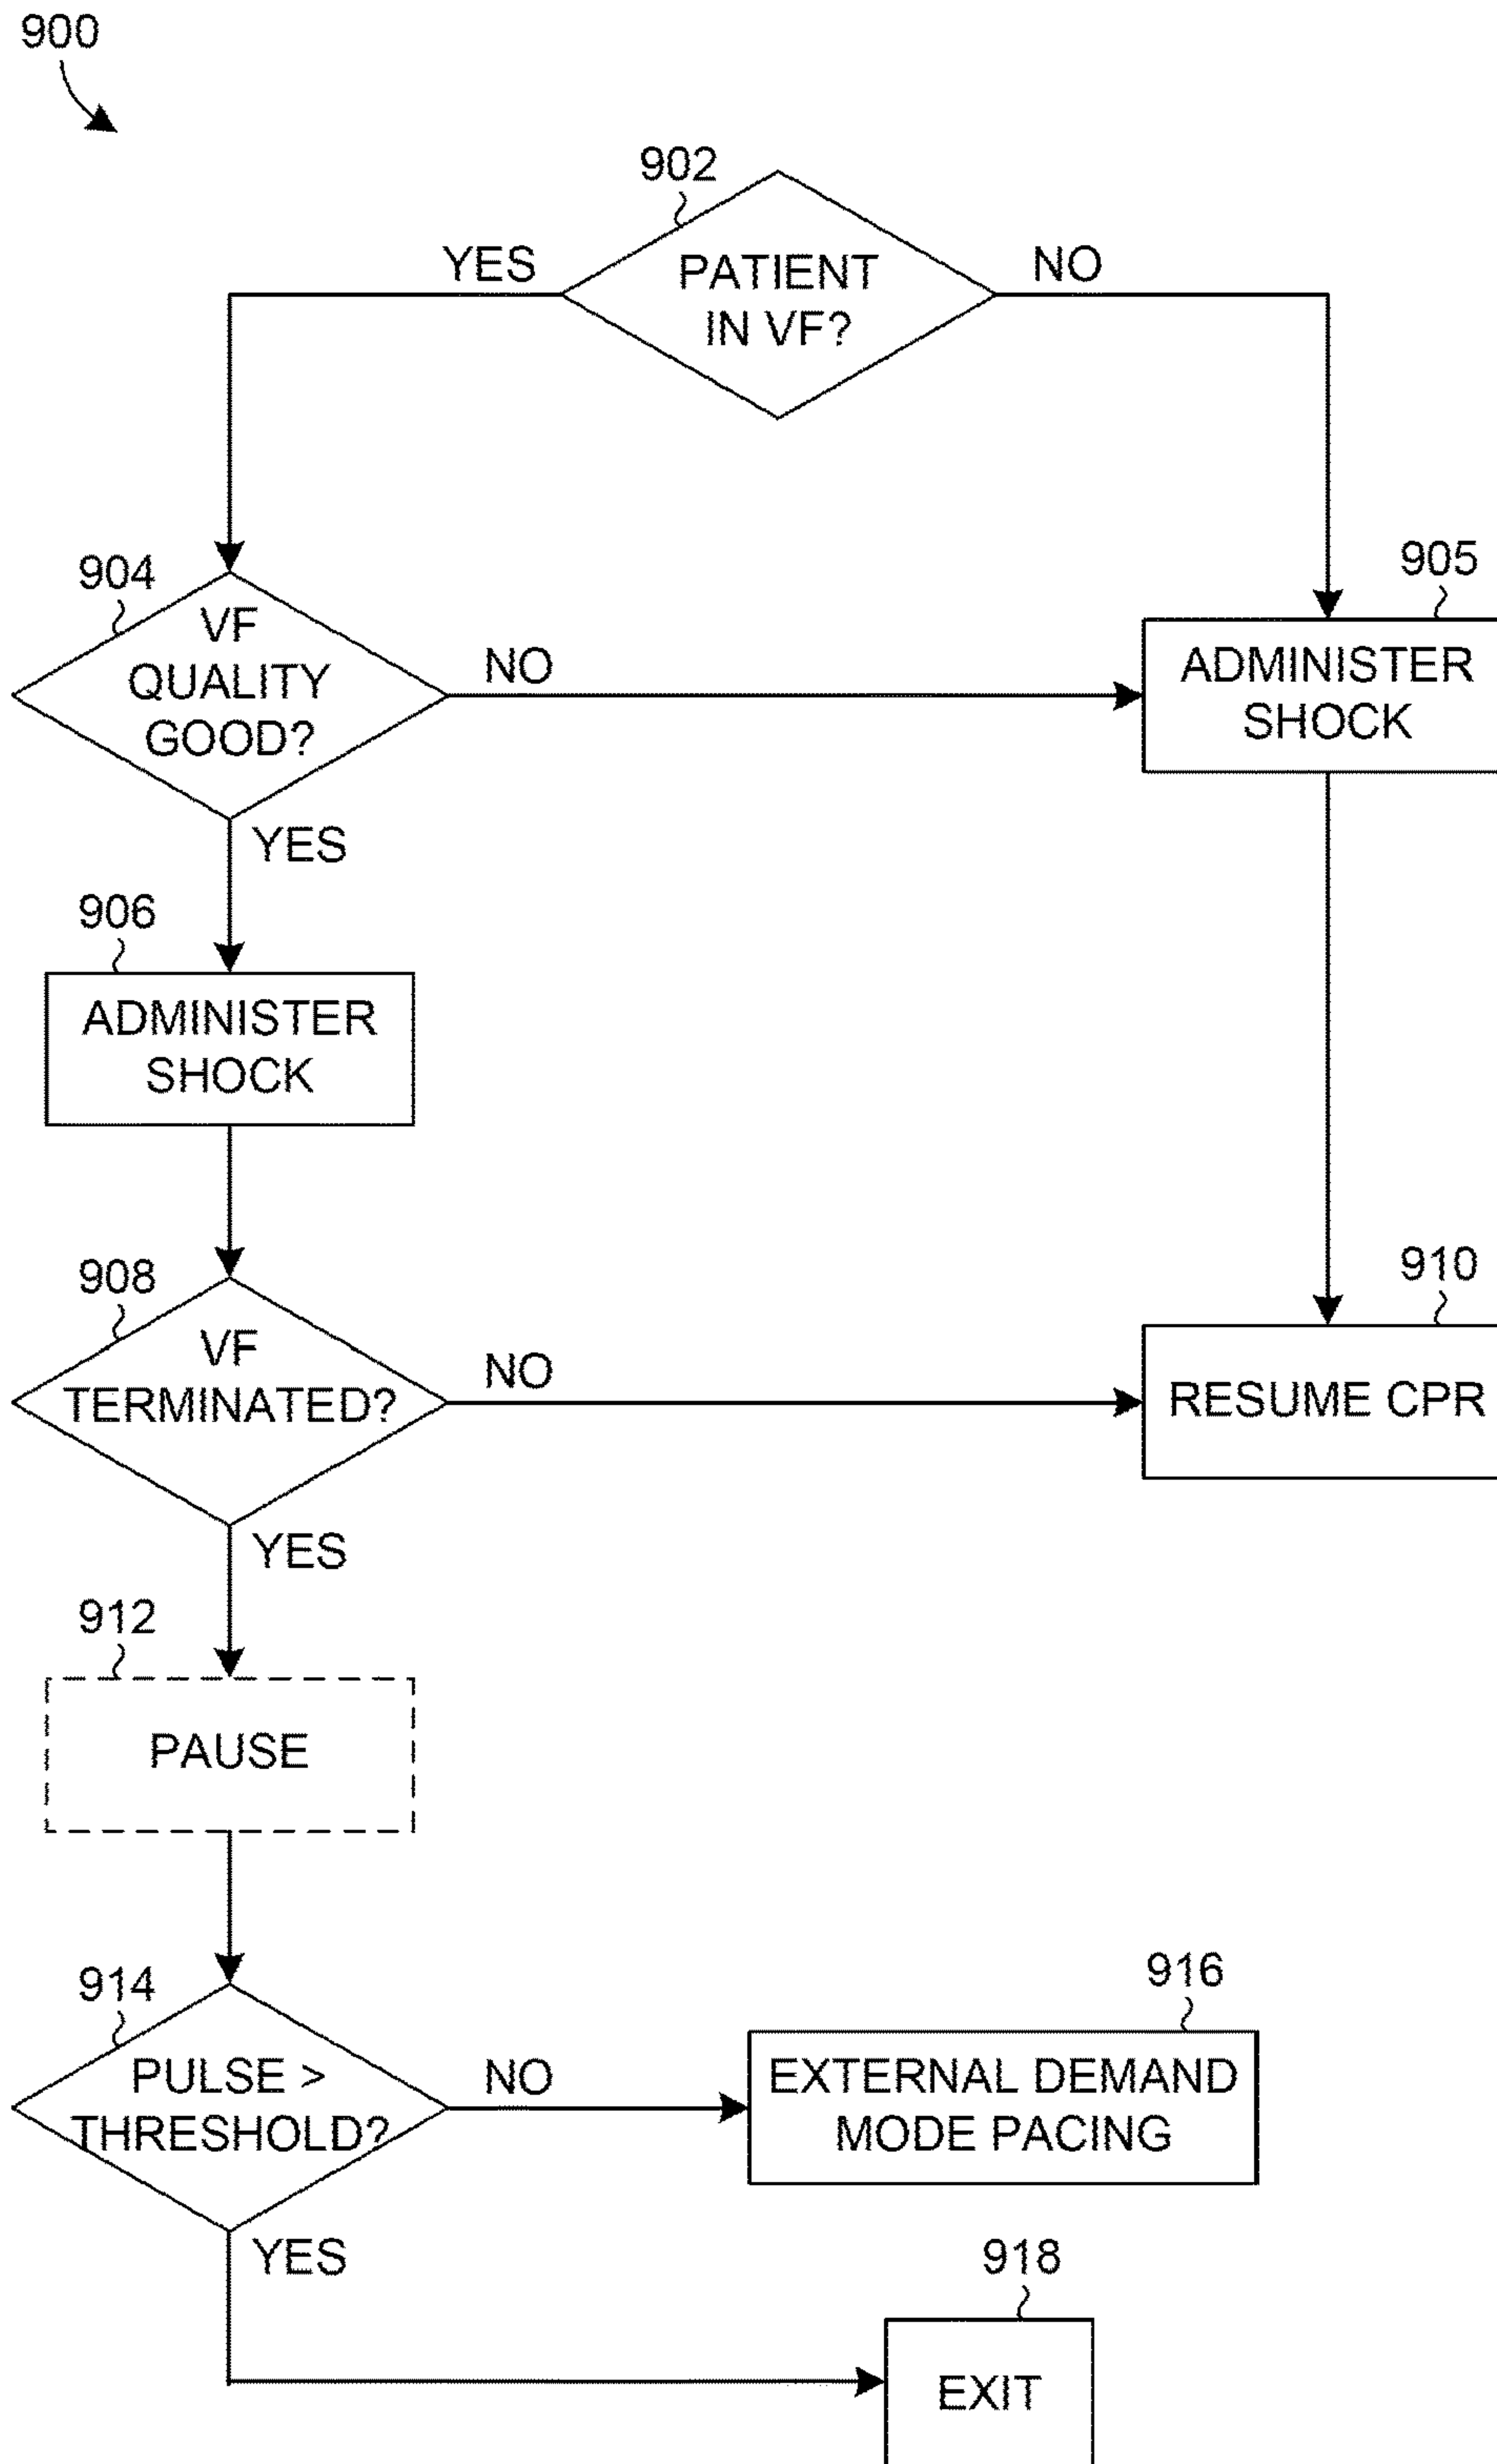 900
902
YES
PATIENT
IN VF?
NO
904
VF
QUALITY
GOOD?
NO
905
ADMINISTER
SHOCK
YES
906
ADMINISTER
SHOCK
908
VF
TERMINATED?
NO
910
RESUME CPR
YES
912
PAUSE
914
PULSE >
THRESHOLD?
NO
916
EXTERNAL DEMAND
MODE PACING
YES
918
EXIT